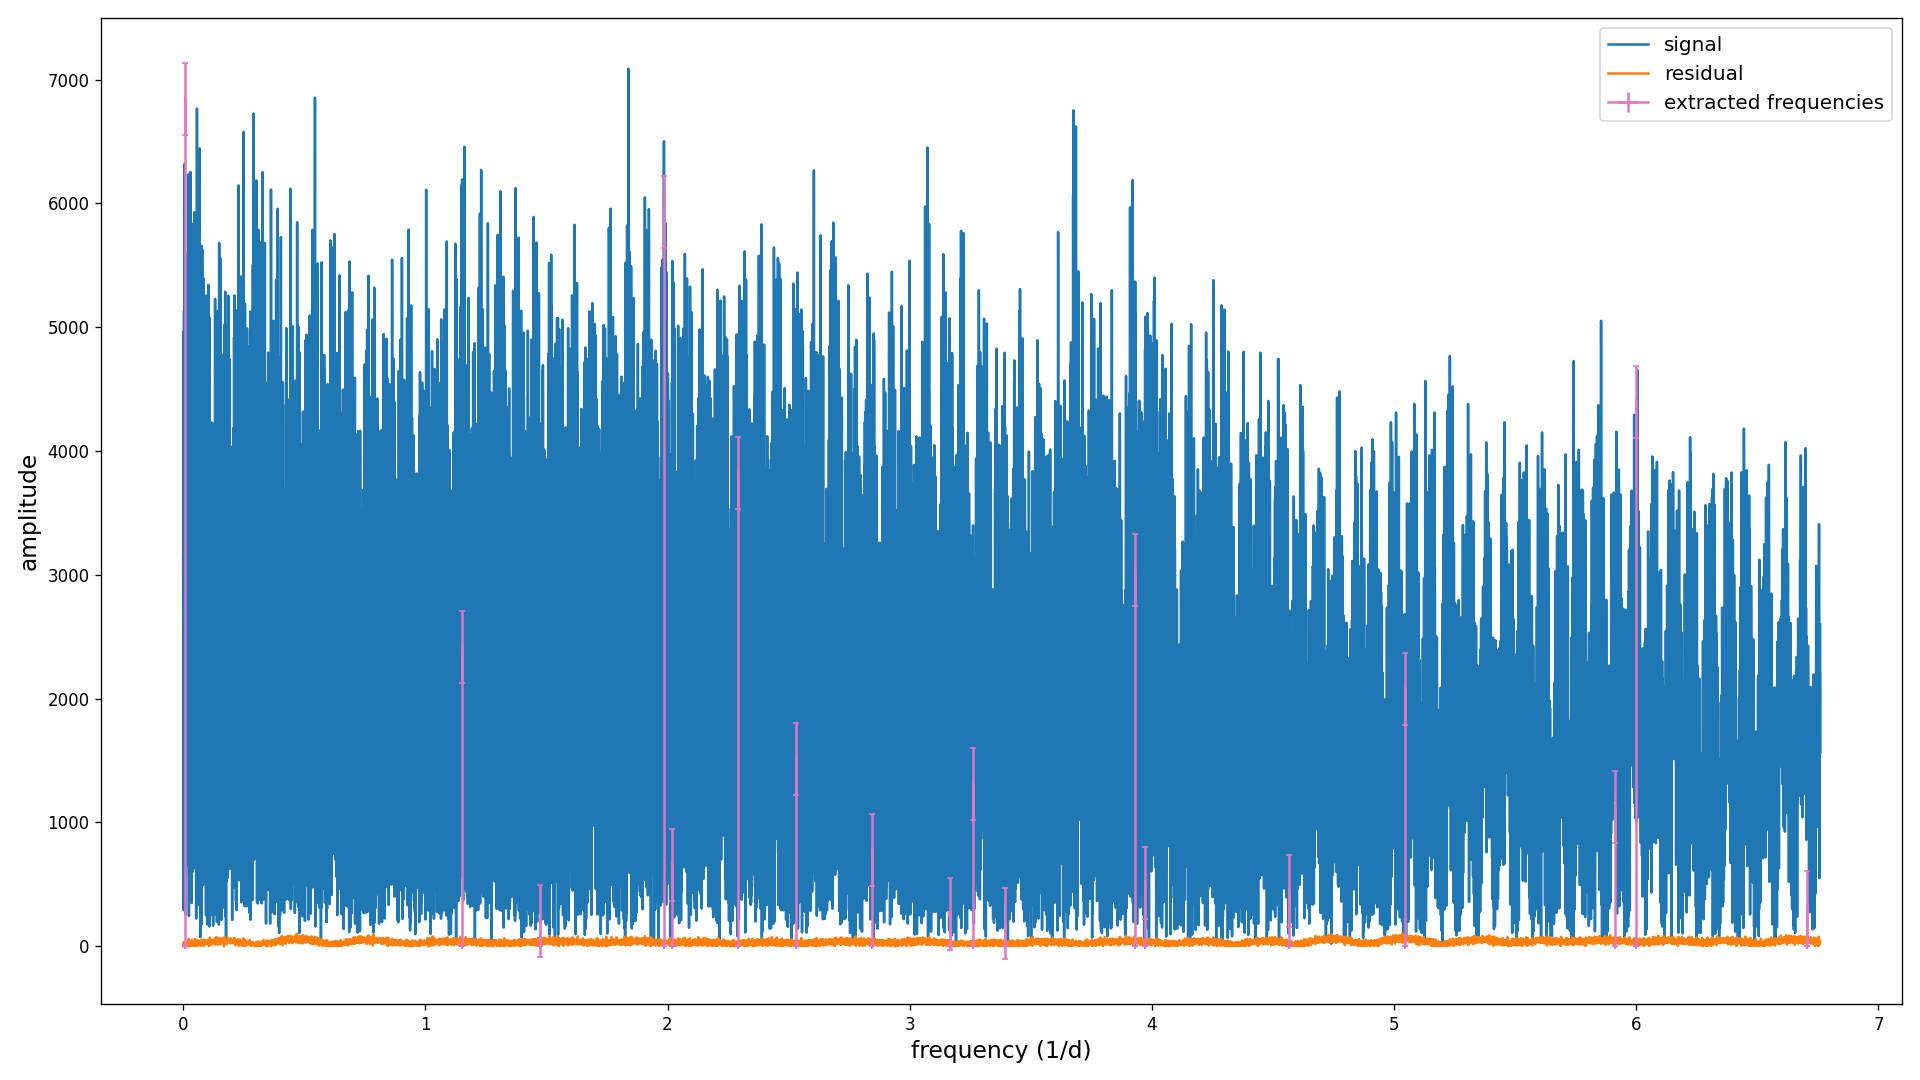 signal
residual
extracted frequencies
7000
6000
5000
4000
3000
2000
1000
0
amplitude
0 1 2 3 4 5 6 7
frequency (1/d)